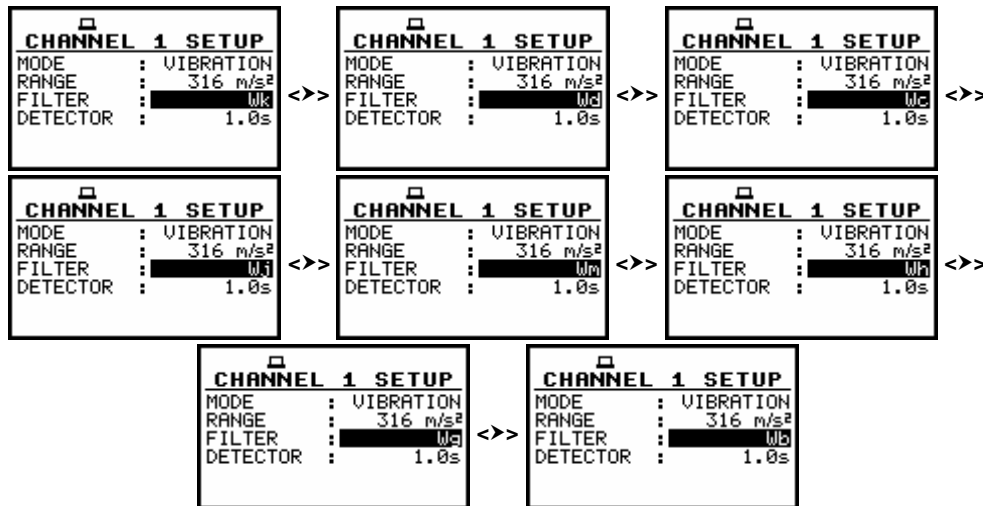 CHANNEL 1 SETUP
MODE : VIBRATION
RANGE : 316 m/s²
FILTER : Wk
DETECTOR : 1.0s
<➤>
CHANNEL 1 SETUP
MODE : VIBRATION
RANGE : 316 m/s²
FILTER : Wd
DETECTOR : 1.0s
<➤>
CHANNEL 1 SETUP
MODE : VIBRATION
RANGE : 316 m/s²
FILTER : Wc
DETECTOR : 1.0s
<➤>
CHANNEL 1 SETUP
MODE : VIBRATION
RANGE : 316 m/s²
FILTER : Wj
DETECTOR : 1.0s
<➤>
CHANNEL 1 SETUP
MODE : VIBRATION
RANGE : 316 m/s²
FILTER : Wm
DETECTOR : 1.0s
<➤>
CHANNEL 1 SETUP
MODE : VIBRATION
RANGE : 316 m/s²
FILTER : Wh
DETECTOR : 1.0s
<➤>
CHANNEL 1 SETUP
MODE : VIBRATION
RANGE : 316 m/s²
FILTER : Wg
DETECTOR : 1.0s
<➤>
CHANNEL 1 SETUP
MODE : VIBRATION
RANGE : 316 m/s²
FILTER : Wb
DETECTOR : 1.0s